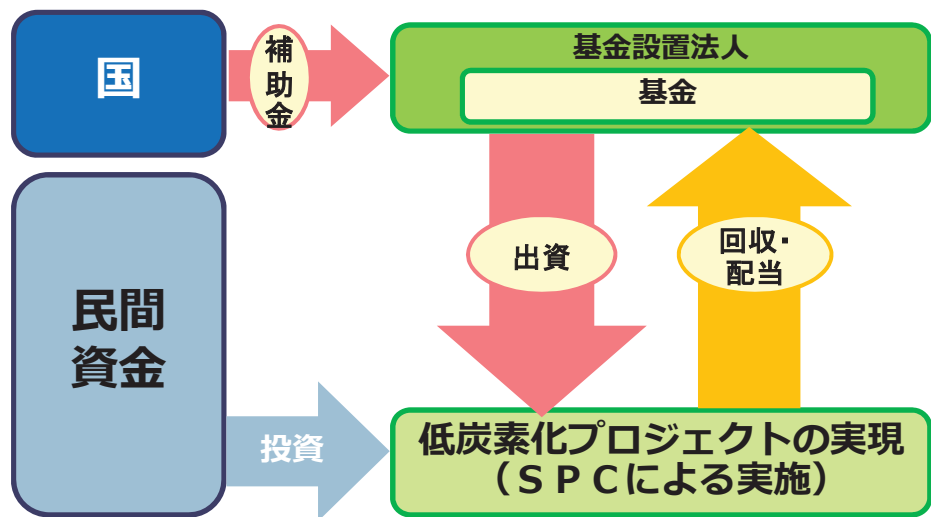 国
補助金
基金設置法人
基金
民間
資金
出資
回収・
配当
投資
低炭素化プロジェクトの実現
（ＳＰＣによる実施）